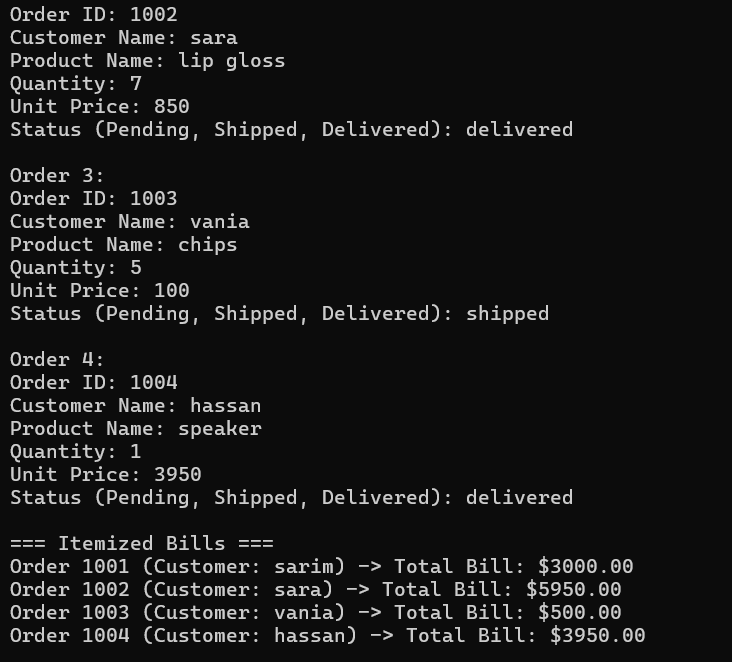 Order ID: 1002
Customer Name: sara
Product Name: lip gloss
Quantity: 7
Unit Price: 850
Status (Pending, Shipped, Delivered): delivered
Order 3:
Order ID: 1003
Customer Name: vania
Product Name: chips
Quantity: 5
Unit Price: 100
Status (Pending, Shipped, Delivered): shipped
Order 4:
Order ID: 1004
Customer Name: hassan
Product Name: speaker
Quantity: 1
Unit Price: 3950
Status (Pending, Shipped, Delivered): delivered
=== Itemized Bills ===
Order 1001 (Customer: sarim) -> Total Bill: $3000.00
Order 1002 (Customer: sara) -> Total Bill: $5950.00
Order 1003 (Customer: vania) -> Total Bill: $500.00
Order 1004 (Customer: hassan) -> Total Bill: $3950.00